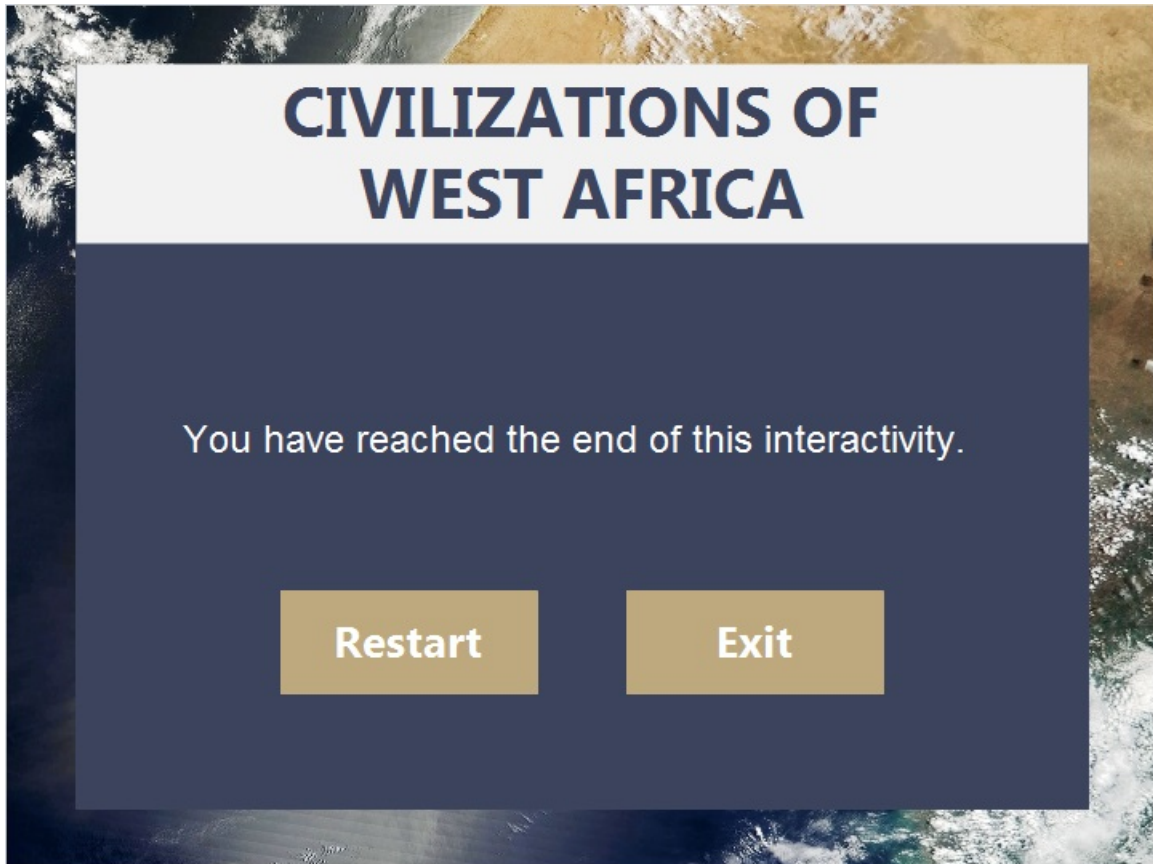 CIVILIZATIONS OF
WEST AFRICA
You have reached the end of this interactivity.
Restart
Exit